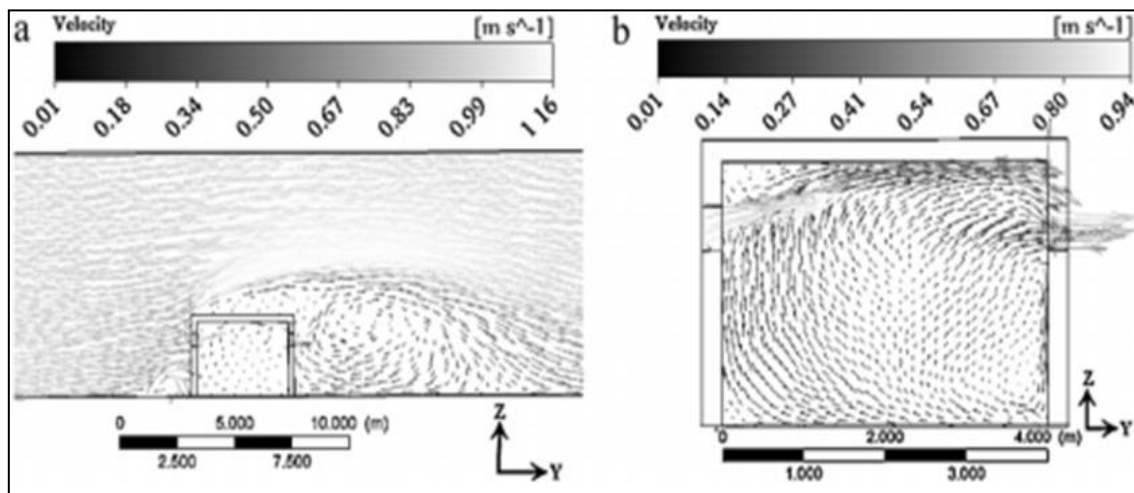 a
Velocity [m s^-1]
0.01 0.18 0.34 0.50 0.67 0.83 0.99 1 16
0 5.000 10.000 (m)
2.500 7.500
Z
Y
b
Velocity [m s^-1]
0.01 0.14 0.27 0.41 0.54 0.67 0.80 0.94
Z
Y
0 2.000 4.000 (m)
1.000 3.000